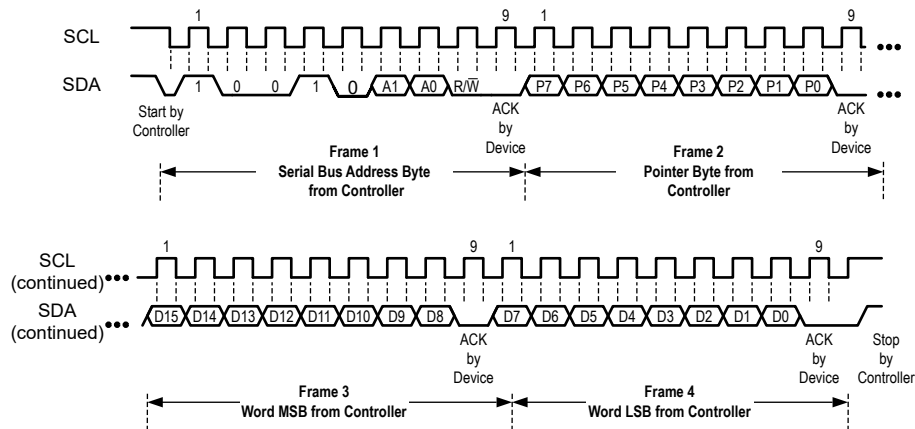 1 9 1 9
SCL
SDA
1 0 0 1 0 A1 A0 R/W̅ P7 P6 P5 P4 P3 P2 P1 P0
Start by
Controller
ACK
by
Device
ACK
by
Device
Frame 1
Serial Bus Address Byte
from Controller
Frame 2
Pointer Byte from
Controller
1 9 1 9
SCL
(continued)
SDA
(continued)
D15 D14 D13 D12 D11 D10 D9 D8 D7 D6 D5 D4 D3 D2 D1 D0
ACK
by
Device
ACK
by
Device
Stop
by
Controller
Frame 3
Word MSB from Controller
Frame 4
Word LSB from Controller